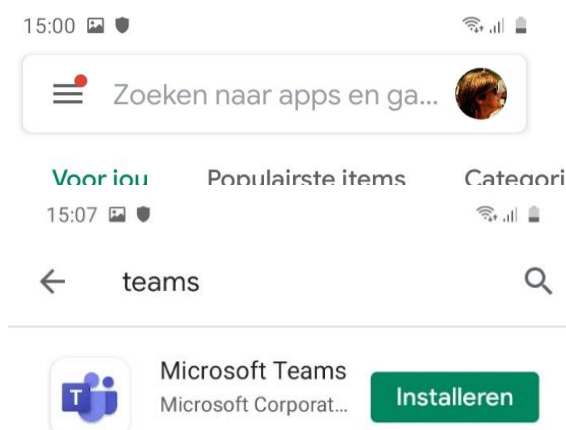 15:00
Zoeken naar apps en ga...
Voor jou Populairste items Categori
15:07
teams
Microsoft Teams
Microsoft Corporat...
Installeren
T